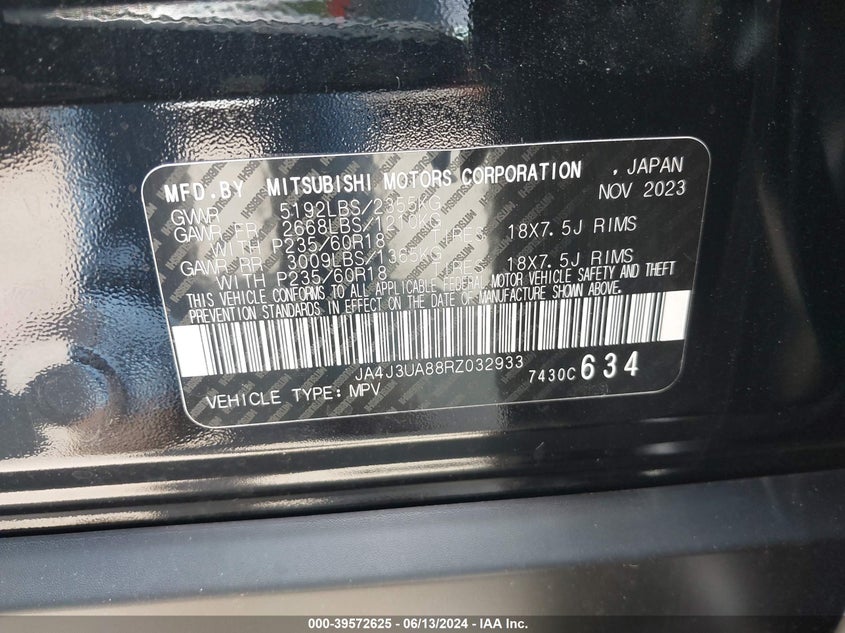 MFD.BY MITSUBISHI MOTORS CORPORATION , JAPAN
NOV 2023
GWVR 5192LBS/2355KG
GAWR FR 2668LBS/1210KG
WITH P235/60R18 TIRE 18X7.5J RIMS
GAWR RR 3009LBS/1365KG
WITH P235/60R18 TIRE 18X7.5J RIMS
THIS VEHICLE CONFORMS TO ALL APPLICABLE FEDERAL MOTOR VEHICLE SAFETY AND THEFT
PREVENTION STANDARDS IN EFFECT ON THE DATE OF MANUFACTURE SHOWN ABOVE.
JA4J3UA88RZ032933
7430C 634
VEHICLE TYPE: MPV
000-39572625 - 06/13/2024 - IAA Inc.